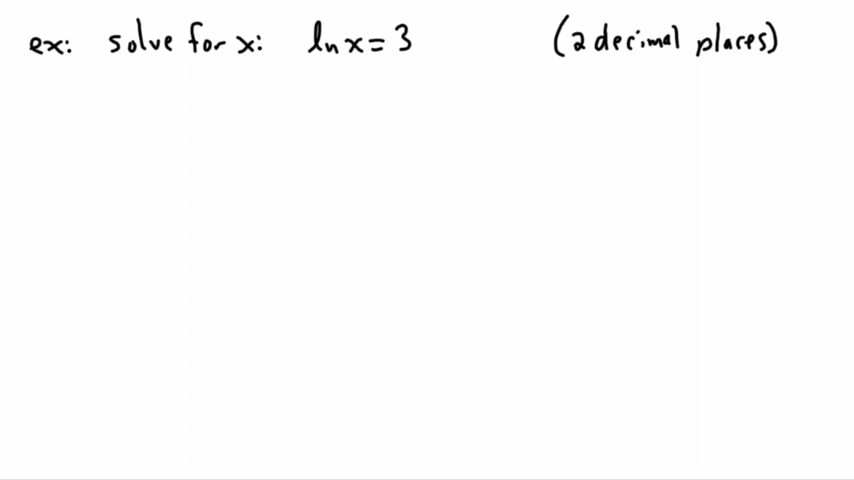 ex: solve for x: ln x = 3 (2 decimal places)